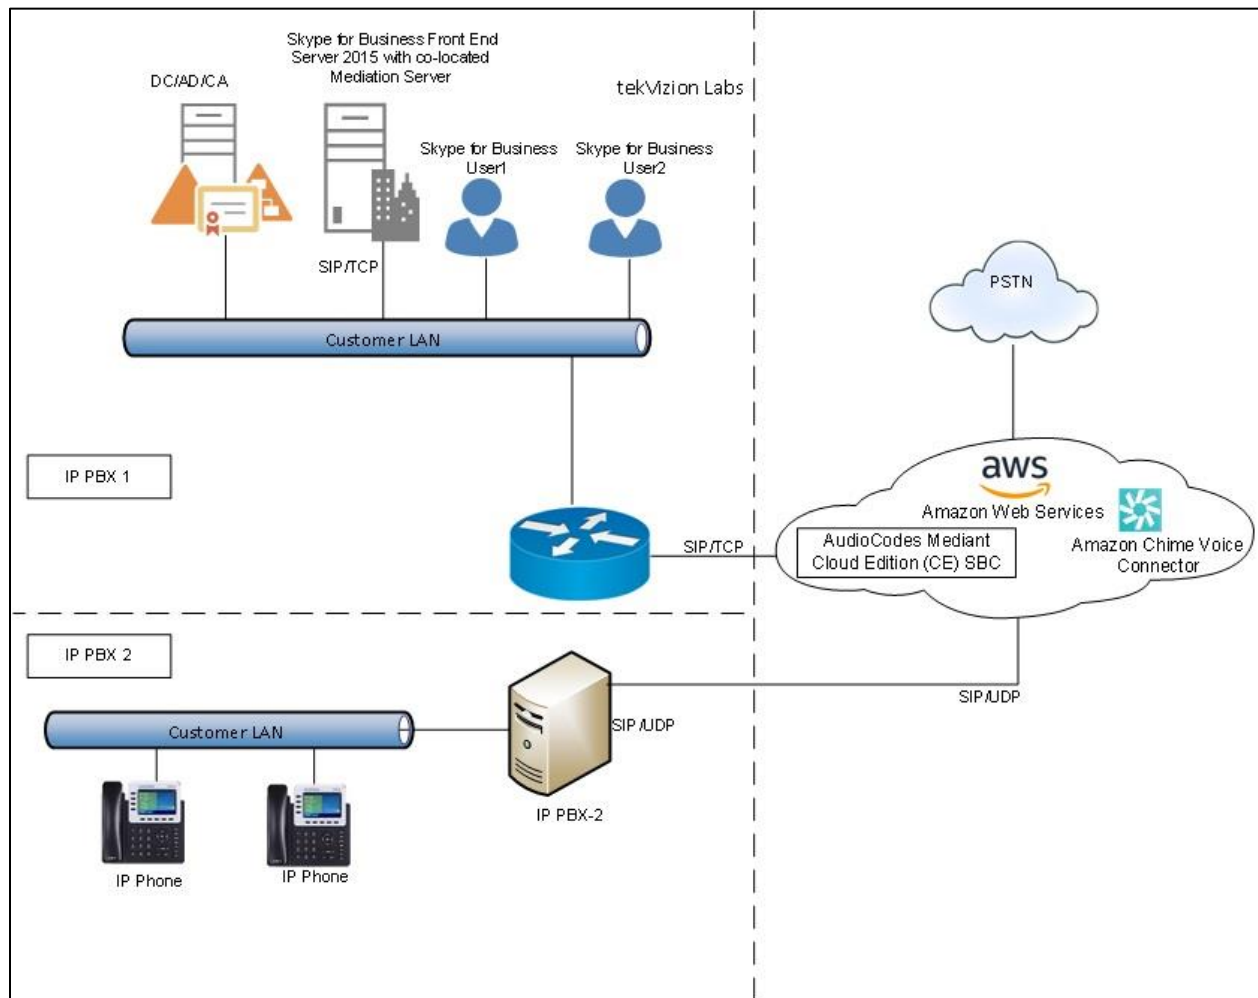 Skype for Business Front End
Server 2015 with co-located
Mediation Server
DC/AD/CA
tekVizion Labs
Skype for Business
User1
Skype for Business
User2
SIP/TCP
PSTN
Customer LAN
IP PBX 1
aws
Amazon Web Services
SIP/TCP
AudioCodes Mediant
Cloud Edition (CE) SBC
Amazon Chime Voice
Connector
IP PBX 2
SIP/UDP
Customer LAN
SIP/UDP
IP PBX-2
IP Phone
IP Phone